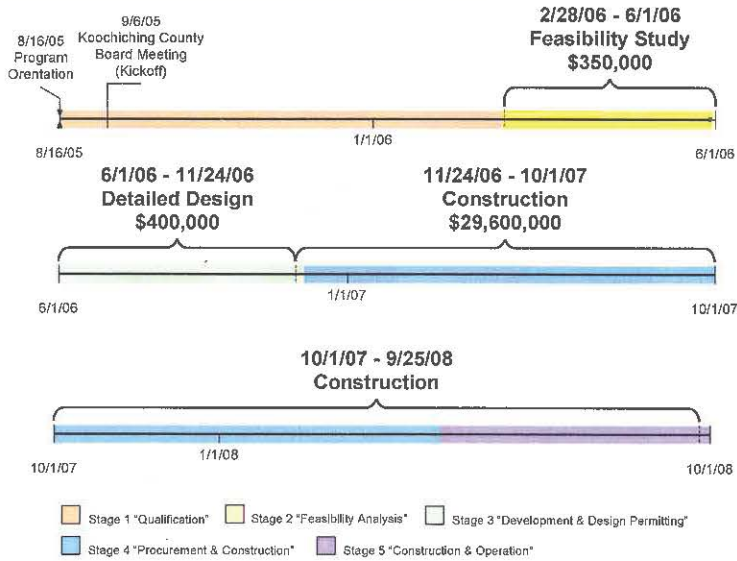 9/6/05
8/16/05
Koochiching County
Program
Board Meeting
Orentation
(Kickoff)
2/28/06 - 6/1/06
Feasibility Study
$350,000
8/16/05
1/1/06
6/1/06
6/1/06 - 11/24/06
Detailed Design
$400,000
11/24/06 - 10/1/07
Construction
$29,600,000
6/1/06
1/1/07
10/1/07
10/1/07 - 9/25/08
Construction
10/1/07
1/1/08
10/1/08
Stage 1 "Qualification"
Stage 2 "Feasibility Analysis"
Stage 3 "Development & Design Permitting"
Stage 4 "Procurement & Construction"
Stage 5 "Construction & Operation"